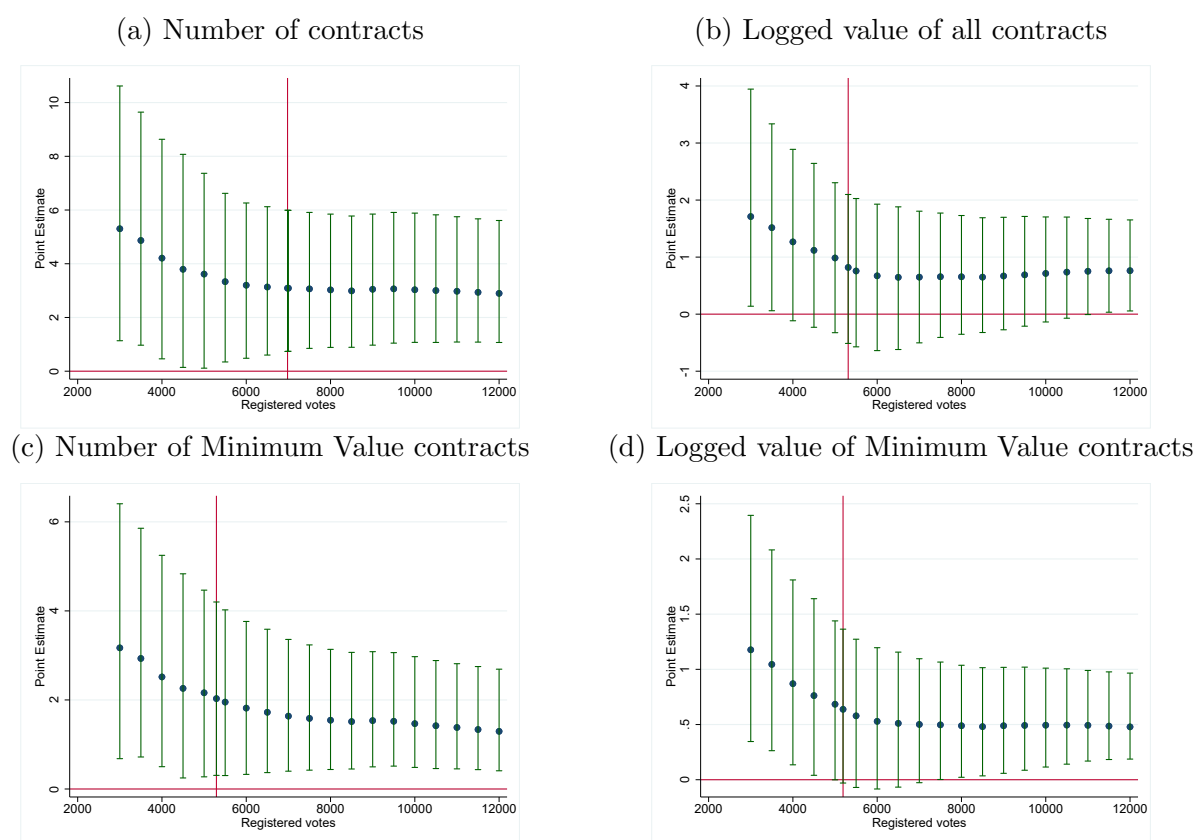 (a) Number of contracts
Point Estimate
10
8
6
4
2
0
2000 4000 6000 8000 10000 12000
Registered votes
(b) Logged value of all contracts
Point Estimate
4
3
2
1
0
-1
2000 4000 6000 8000 10000 12000
Registered votes
(c) Number of Minimum Value contracts
Point Estimate
6
4
2
0
2000 4000 6000 8000 10000 12000
Registered votes
(d) Logged value of Minimum Value contracts
Point Estimate
2.5
2
1.5
1
.5
0
2000 4000 6000 8000 10000 12000
Registered votes